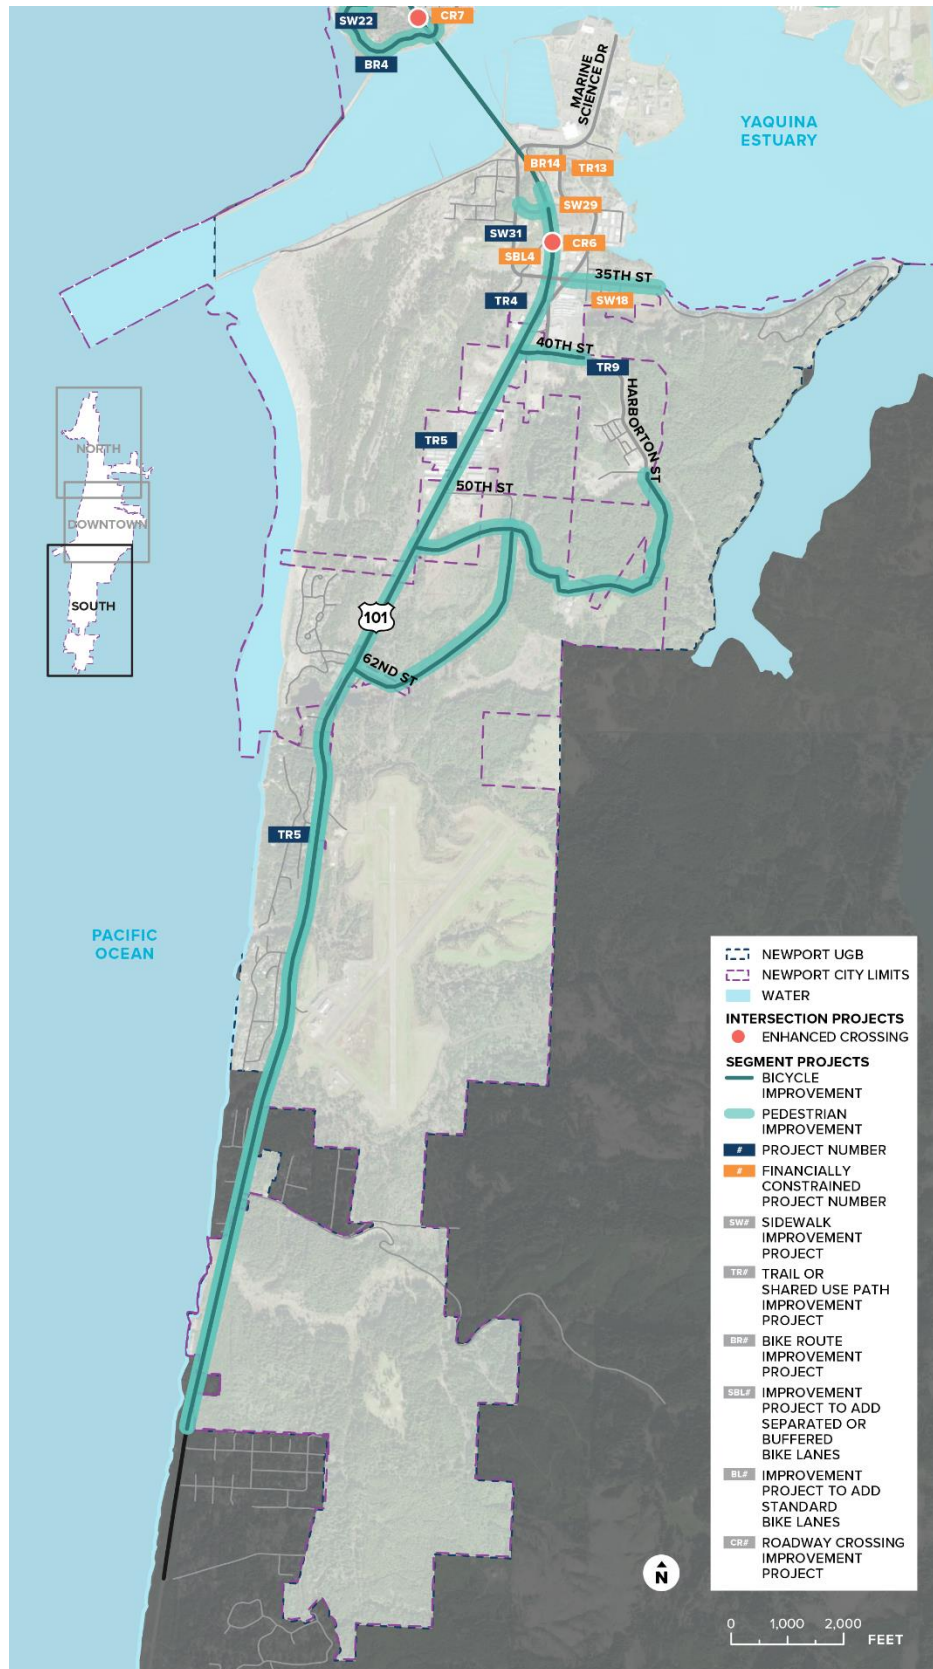 SW22
CR7
BR4
MARINE
SCIENCE DR
YAQUINA
ESTUARY
BR14
TR13
SW29
SW31
CR6
SBL4
35TH ST
TR4
SW18
40TH ST
TR9
HARBORTON ST
NORTH
TR5
50TH ST
DOWNTOWN
SOUTH
101
62ND ST
TR5
PACIFIC
OCEAN
NEWPORT UGB
NEWPORT CITY LIMITS
WATER
INTERSECTION PROJECTS
ENHANCED CROSSING
SEGMENT PROJECTS
BICYCLE
IMPROVEMENT
PEDESTRIAN
IMPROVEMENT
# PROJECT NUMBER
# FINANCIALLY
CONSTRAINED
PROJECT NUMBER
SW# SIDEWALK
IMPROVEMENT
PROJECT
TR# TRAIL OR
SHARED USE PATH
IMPROVEMENT
PROJECT
BR# BIKE ROUTE
IMPROVEMENT
PROJECT
SBL# IMPROVEMENT
PROJECT TO ADD
SEPARATED OR
BUFFERED
BIKE LANES
BL# IMPROVEMENT
PROJECT TO ADD
STANDARD
BIKE LANES
CR# ROADWAY CROSSING
IMPROVEMENT
PROJECT
N
0 1,000 2,000
FEET